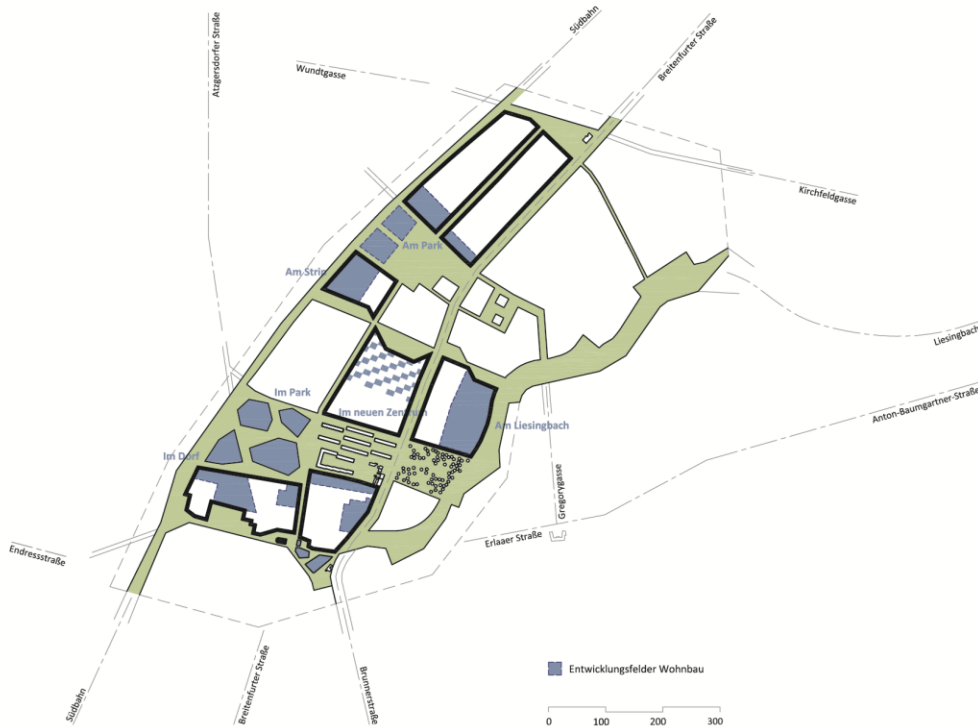 Südbahn
Breitenfurter Straße
Atzgersdorfer Straße
Wundtgasse
Kirchfeldgasse
Am Park
Am Strip
Liesingbach
Im Park
Im neuen Zentrum
Am Liesingbach
Anton-Baumgartner-Straße
Im Dorf
Gregorygasse
Erlaaer Straße
Endressstraße
Südbahn
Breitenfurter Straße
Brunnerstraße
Entwicklungsfelder Wohnbau
0 100 200 300